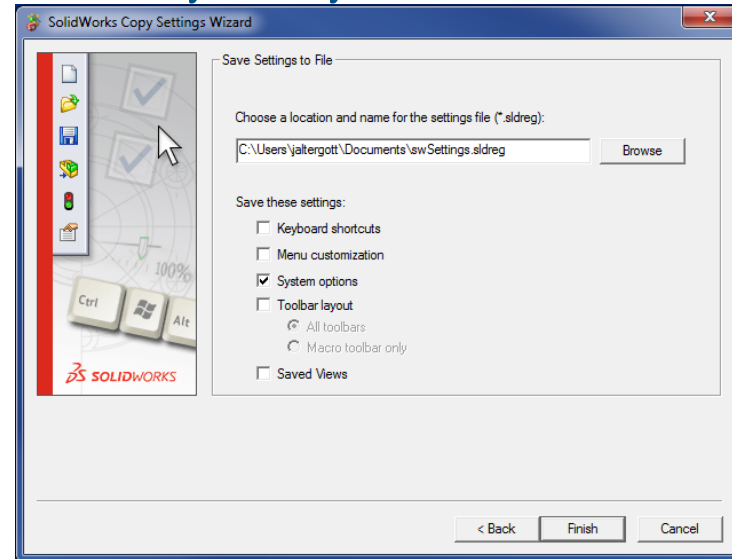 SolidWorks Copy Settings Wizard
Save Settings to File
Choose a location and name for the settings file (*.sldreg):
C:\Users\jaltergott\Documents\swSettings.sldreg
Browse
Save these settings:
Keyboard shortcuts
Menu customization
System options
Toolbar layout
All toolbars
Macro toolbar only
Saved Views
100%
Ctrl
Alt
SOLIDWORKS
< Back
Finish
Cancel